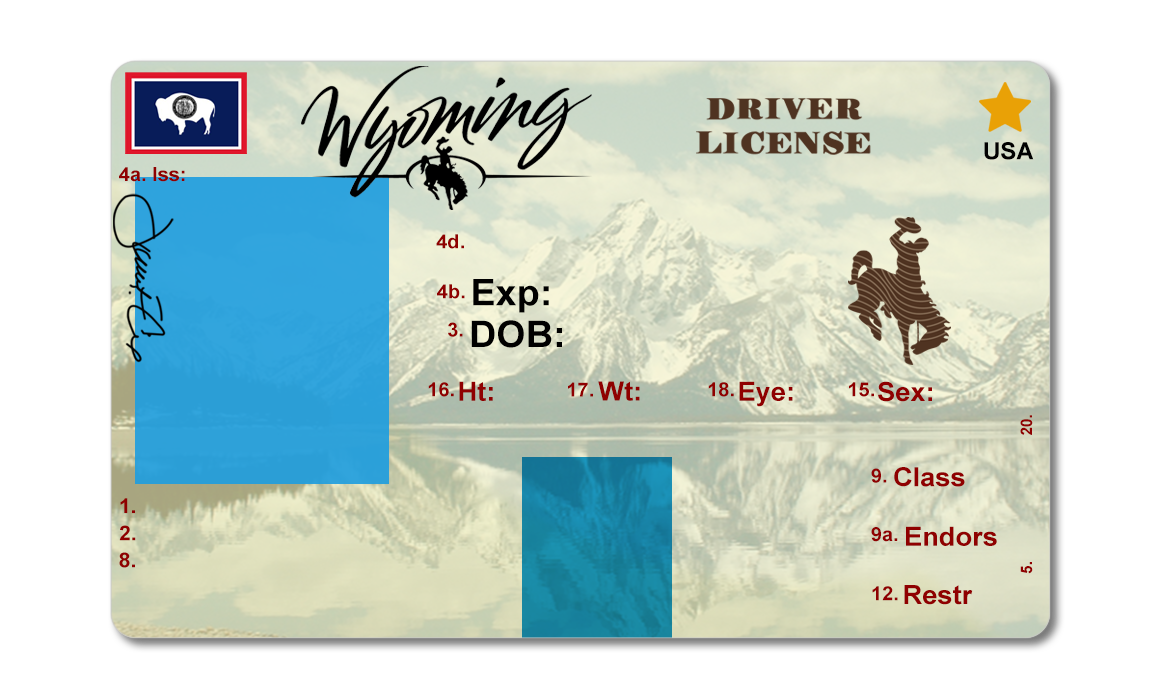 Wyoming
DRIVER
LICENSE
USA
4a. Iss:
4d.
4b. Exp:
3. DOB:
16. Ht: 17. Wt: 18. Eye: 15. Sex:
20.
9. Class
1.
2.
9a. Endors
8.
5.
12. Restr